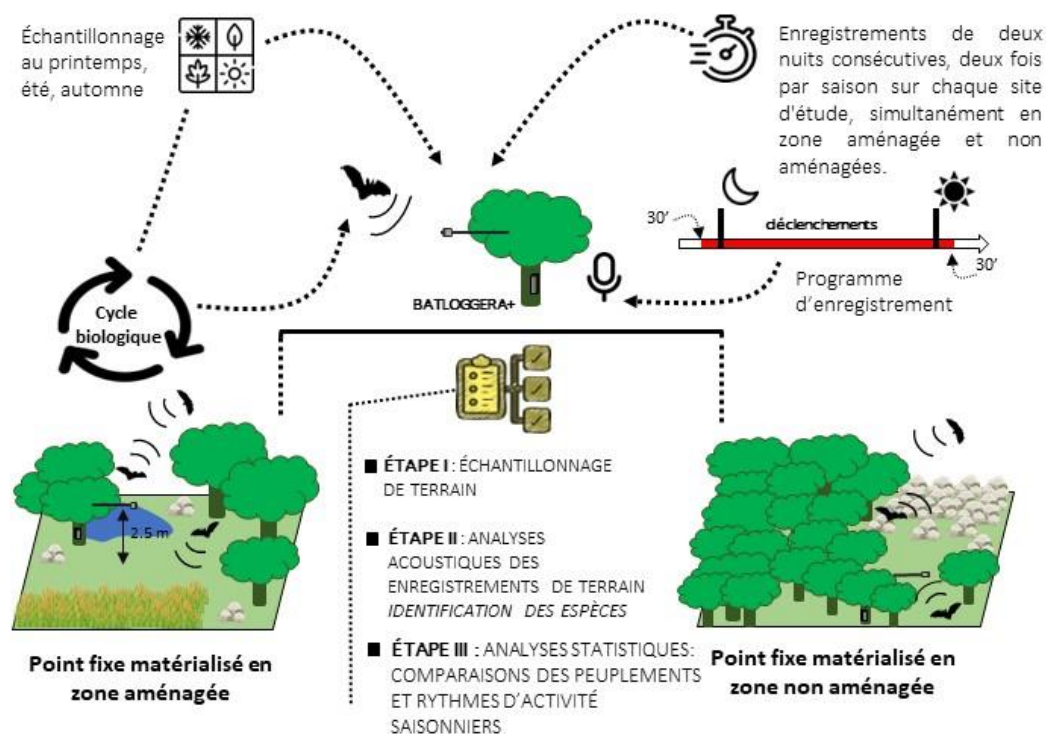 Échantillonnage
au printemps,
été, automne
Enregistrements de deux
nuits consécutives, deux fois
par saison sur chaque site
d'étude, simultanément en
zone aménagée et non
aménagées.
30'
déclenchements
30'
Programme
d'enregistrement
Cycle
biologique
BATLOGGERA+
2.5 m
■ ÉTAPE I : ÉCHANTILLONNAGE
DE TERRAIN
■ ÉTAPE II : ANALYSES
ACOUSTIQUES DES
ENREGISTREMENTS DE TERRAIN
IDENTIFICATION DES ESPÈCES
■ ÉTAPE III : ANALYSES STATISTIQUES:
COMPARAISONS DES PEUPLEMENTS
ET RYTHMES D'ACTIVITÉ
SAISONNIERS
Point fixe matérialisé en
zone aménagée
Point fixe matérialisé en
zone non aménagée